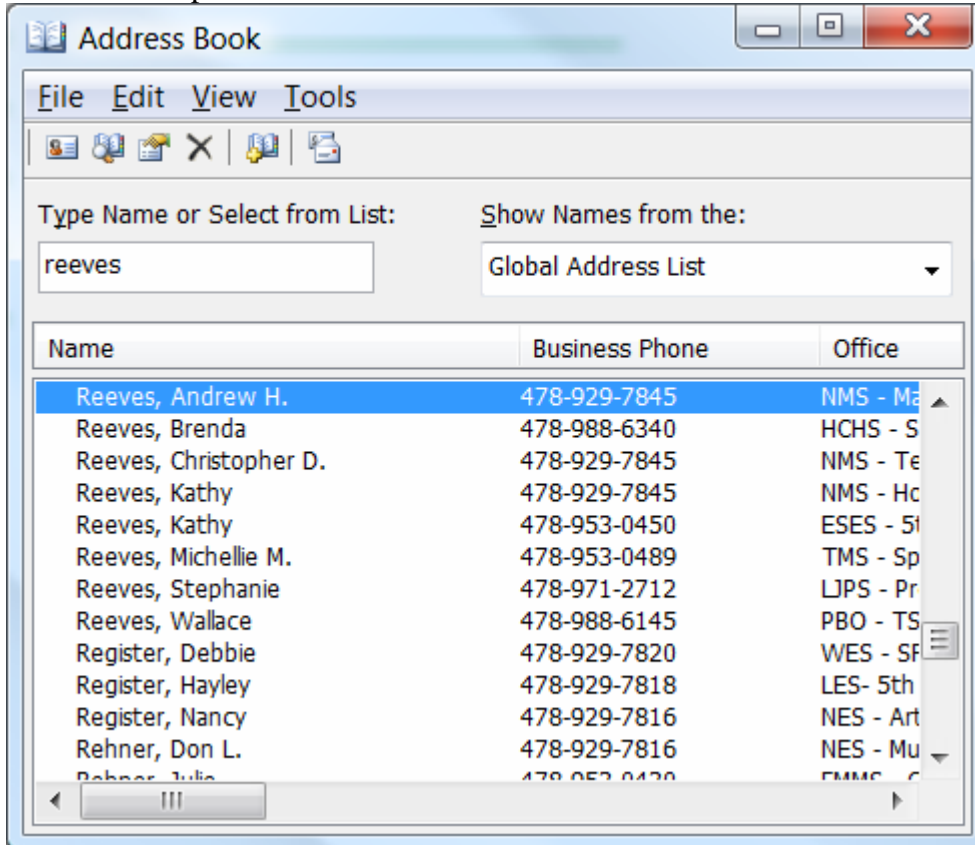 Address Book
File Edit View Tools
Type Name or Select from List: Show Names from the:
reeves Global Address List
Name Business Phone Office
Reeves, Andrew H. 478-929-7845 NMS - Ma
Reeves, Brenda 478-988-6340 HCHS - S
Reeves, Christopher D. 478-929-7845 NMS - Te
Reeves, Kathy 478-929-7845 NMS - Ho
Reeves, Kathy 478-953-0450 ESES - 5t
Reeves, Michellie M. 478-953-0489 TMS - Sp
Reeves, Stephanie 478-971-2712 LJPS - Pr
Reeves, Wallace 478-988-6145 PBO - TS
Register, Debbie 478-929-7820 WES - SF
Register, Hayley 478-929-7818 LES- 5th
Register, Nancy 478-929-7816 NES - Art
Rehner, Don L. 478-929-7816 NES - Mu
Rehner, Julie